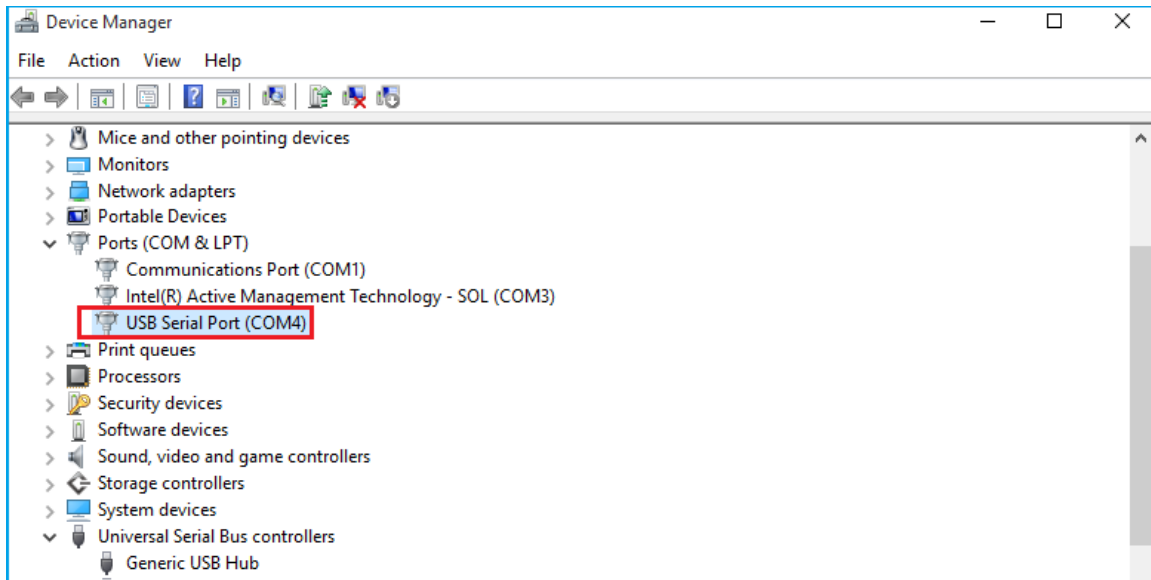 Device Manager
File Action View Help
Mice and other pointing devices
Monitors
Network adapters
Portable Devices
Ports (COM & LPT)
Communications Port (COM1)
Intel(R) Active Management Technology - SOL (COM3)
USB Serial Port (COM4)
Print queues
Processors
Security devices
Software devices
Sound, video and game controllers
Storage controllers
System devices
Universal Serial Bus controllers
Generic USB Hub